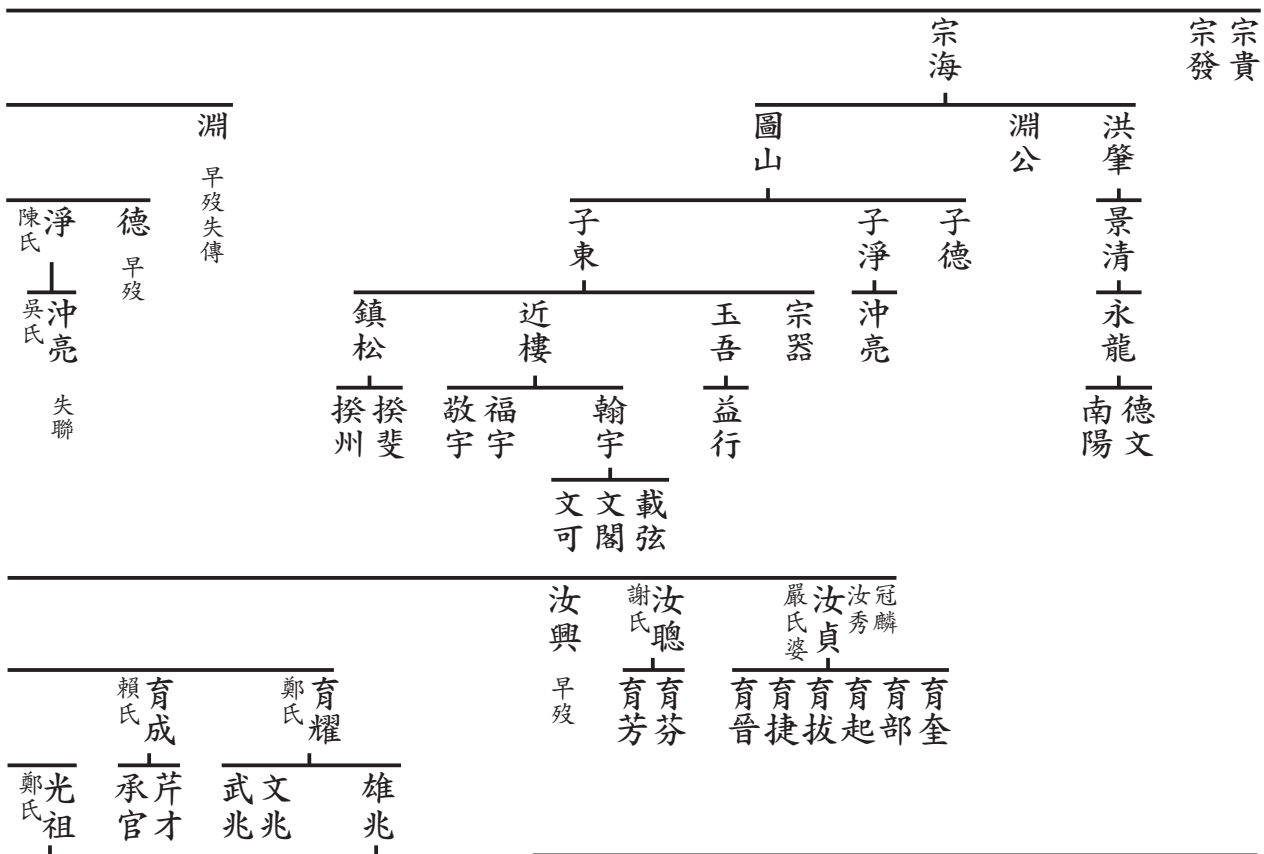 宗貴
宗發
宗海
洪肇
淵公
圖山
淵
早歿失傳
景清
子德
子淨
子東
德
早歿
淨
陳氏
永龍
沖亮
宗器
玉吾
近樓
鎮松
沖亮
吳氏
失聯
德文
南陽
益行
翰宇
福宇
敬宇
揆斐
揆州
載弦
文閣
文可
冠麟
汝秀
汝貞
嚴氏婆
汝聰
謝氏
汝興
早歿
育奎
育部
育起
育拔
育捷
育晉
育芬
育芳
育耀
鄭氏
育成
賴氏
雄兆
文兆
武兆
芹才
承官
光祖
鄭氏